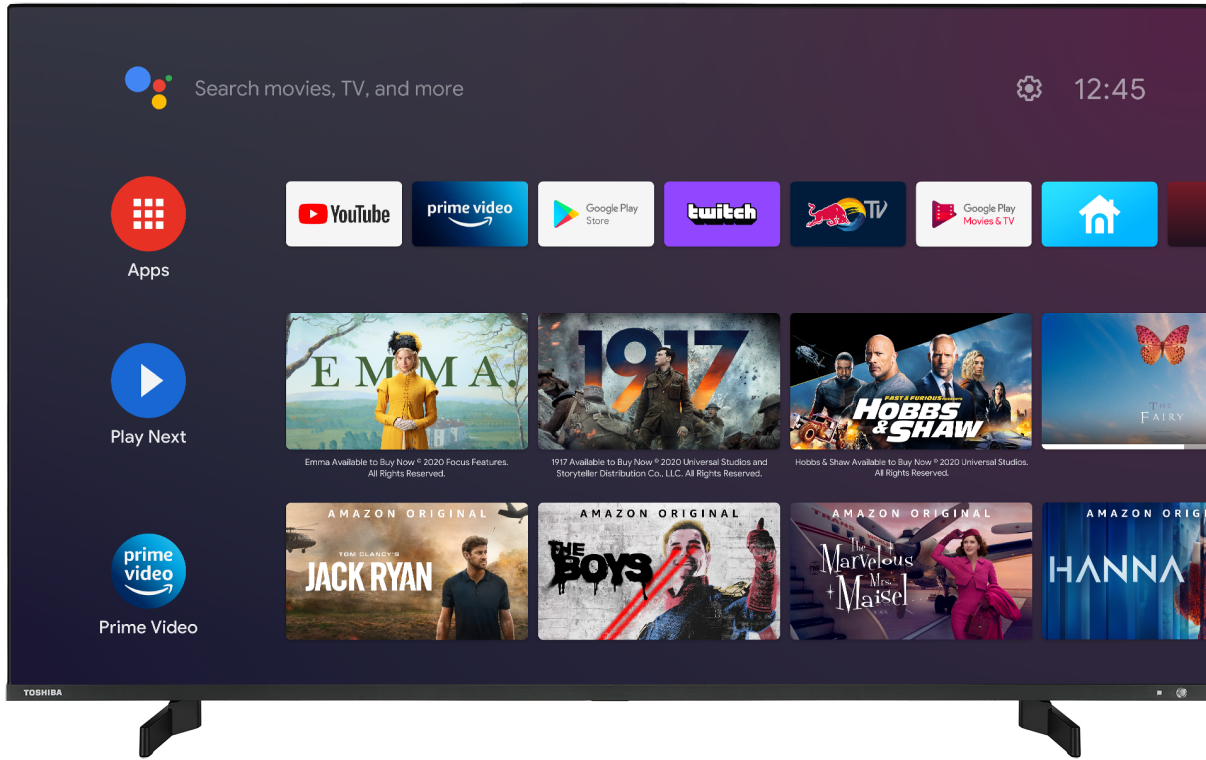 Search movies, TV, and more
12:45
Apps
YouTube
prime video
Google Play
Store
twitch
TV
Google Play
Movies & TV
Play Next
EMMA.
1917
FAST & FURIOUS PRESENTS
HOBBS
& SHAW
THE
FAIRY
Emma Available to Buy Now © 2020 Focus Features.
All Rights Reserved.
1917 Available to Buy Now © 2020 Universal Studios and
Storyteller Distribution Co., LLC. All Rights Reserved.
Hobbs & Shaw Available to Buy Now © 2020 Universal Studios.
All Rights Reserved.
prime
video
Prime Video
AMAZON ORIGINAL
TOM CLANCY'S
JACK RYAN
AMAZON ORIGINAL
THE
BOYS
AMAZON ORIGINAL
The
Marvelous
Mrs.
Maisel
AMAZON ORIG
HANNA
TOSHIBA